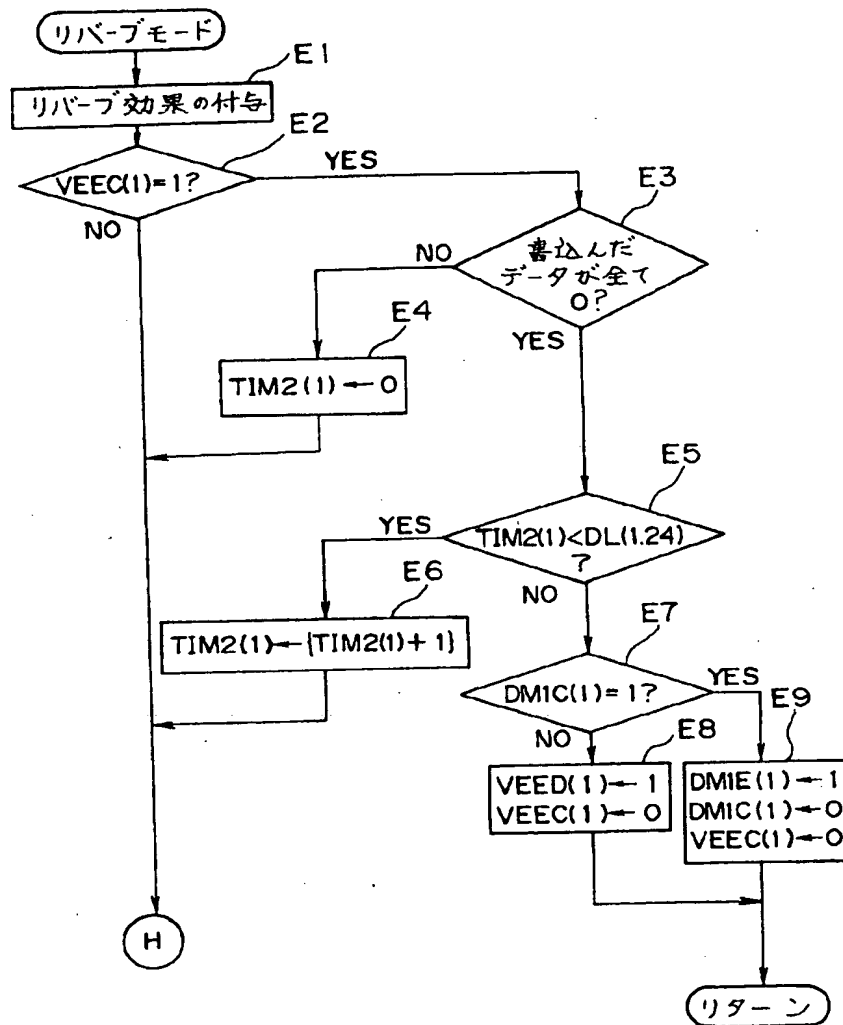 リバーブモード
E1
リバーブ効果の付与
E2
VEEC(1)=1?
YES
NO
E3
書込んだ
データが全て
0?
NO
YES
E4
TIM2(1)←0
E5
TIM2(1)<DL(1.24)
?
YES
NO
E6
TIM2(1)←{TIM2(1)+1}
E7
DM1C(1)=1?
YES
NO
E8
VEED(1)←1
VEEC(1)←0
E9
DM1E(1)←1
DM1C(1)←0
VEEC(1)←0
H
リターン